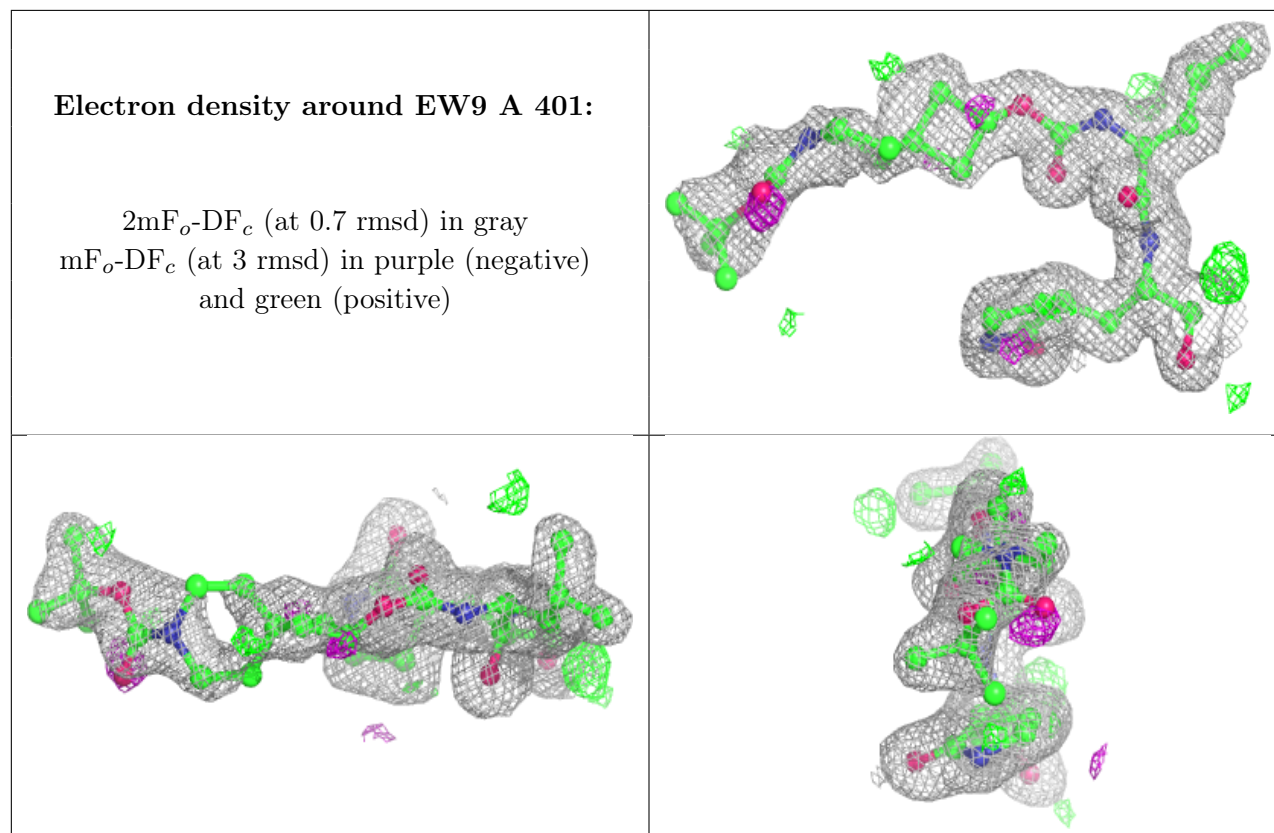 Electron density around EW9 A 401:
2mFo-DFc (at 0.7 rmsd) in gray
mFo-DFc (at 3 rmsd) in purple (negative)
and green (positive)